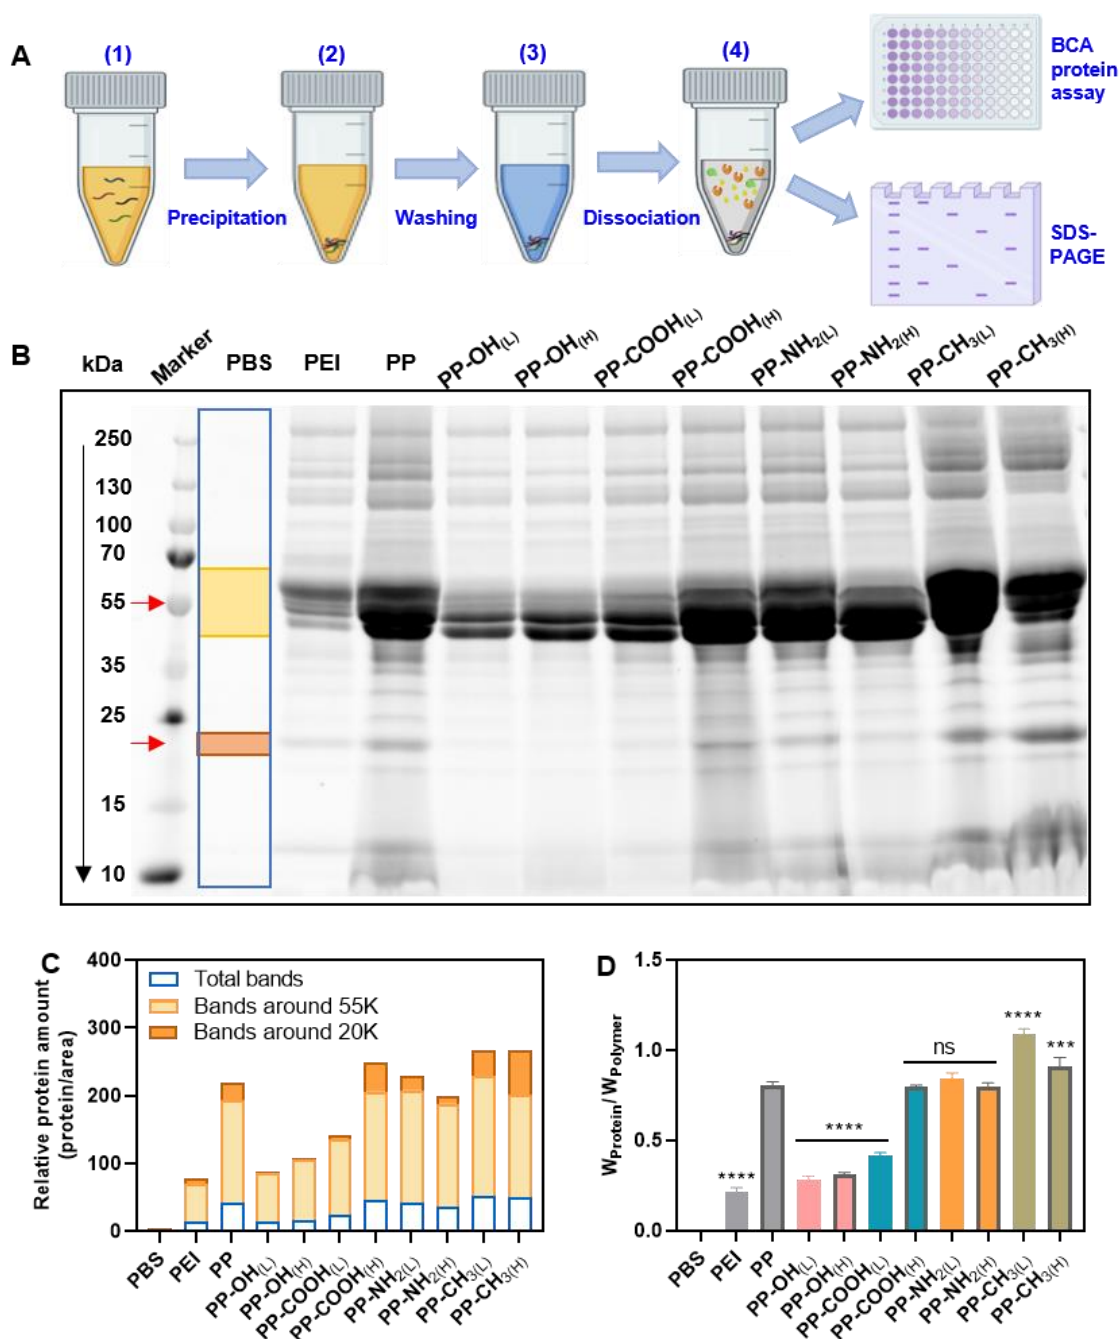 A
(1)
(2)
(3)
(4)
Precipitation
Washing
Dissociation
BCA
protein
assay
SDS-
PAGE
B
kDa
Marker
PBS
PEI
PP
PP-OH(L)
PP-OH(H)
PP-COOH(L)
PP-COOH(H)
PP-NH2(L)
PP-NH2(H)
PP-CH3(L)
PP-CH3(H)
250
130
100
70
55
35
25
15
10
C
Relative protein amount
(protein/area)
400
300
200
100
0
Total bands
Bands around 55K
Bands around 20K
PBS
PEI
PP
PP-OH(L)
PP-OH(H)
PP-COOH(L)
PP-COOH(H)
PP-NH2(L)
PP-NH2(H)
PP-CH3(L)
PP-CH3(H)
D
WProtein/ WPolymer
1.5
1.0
0.5
0.0
****
****
ns
****
***
PBS
PEI
PP
PP-OH(L)
PP-OH(H)
PP-COOH(L)
PP-COOH(H)
PP-NH2(L)
PP-NH2(H)
PP-CH3(L)
PP-CH3(H)